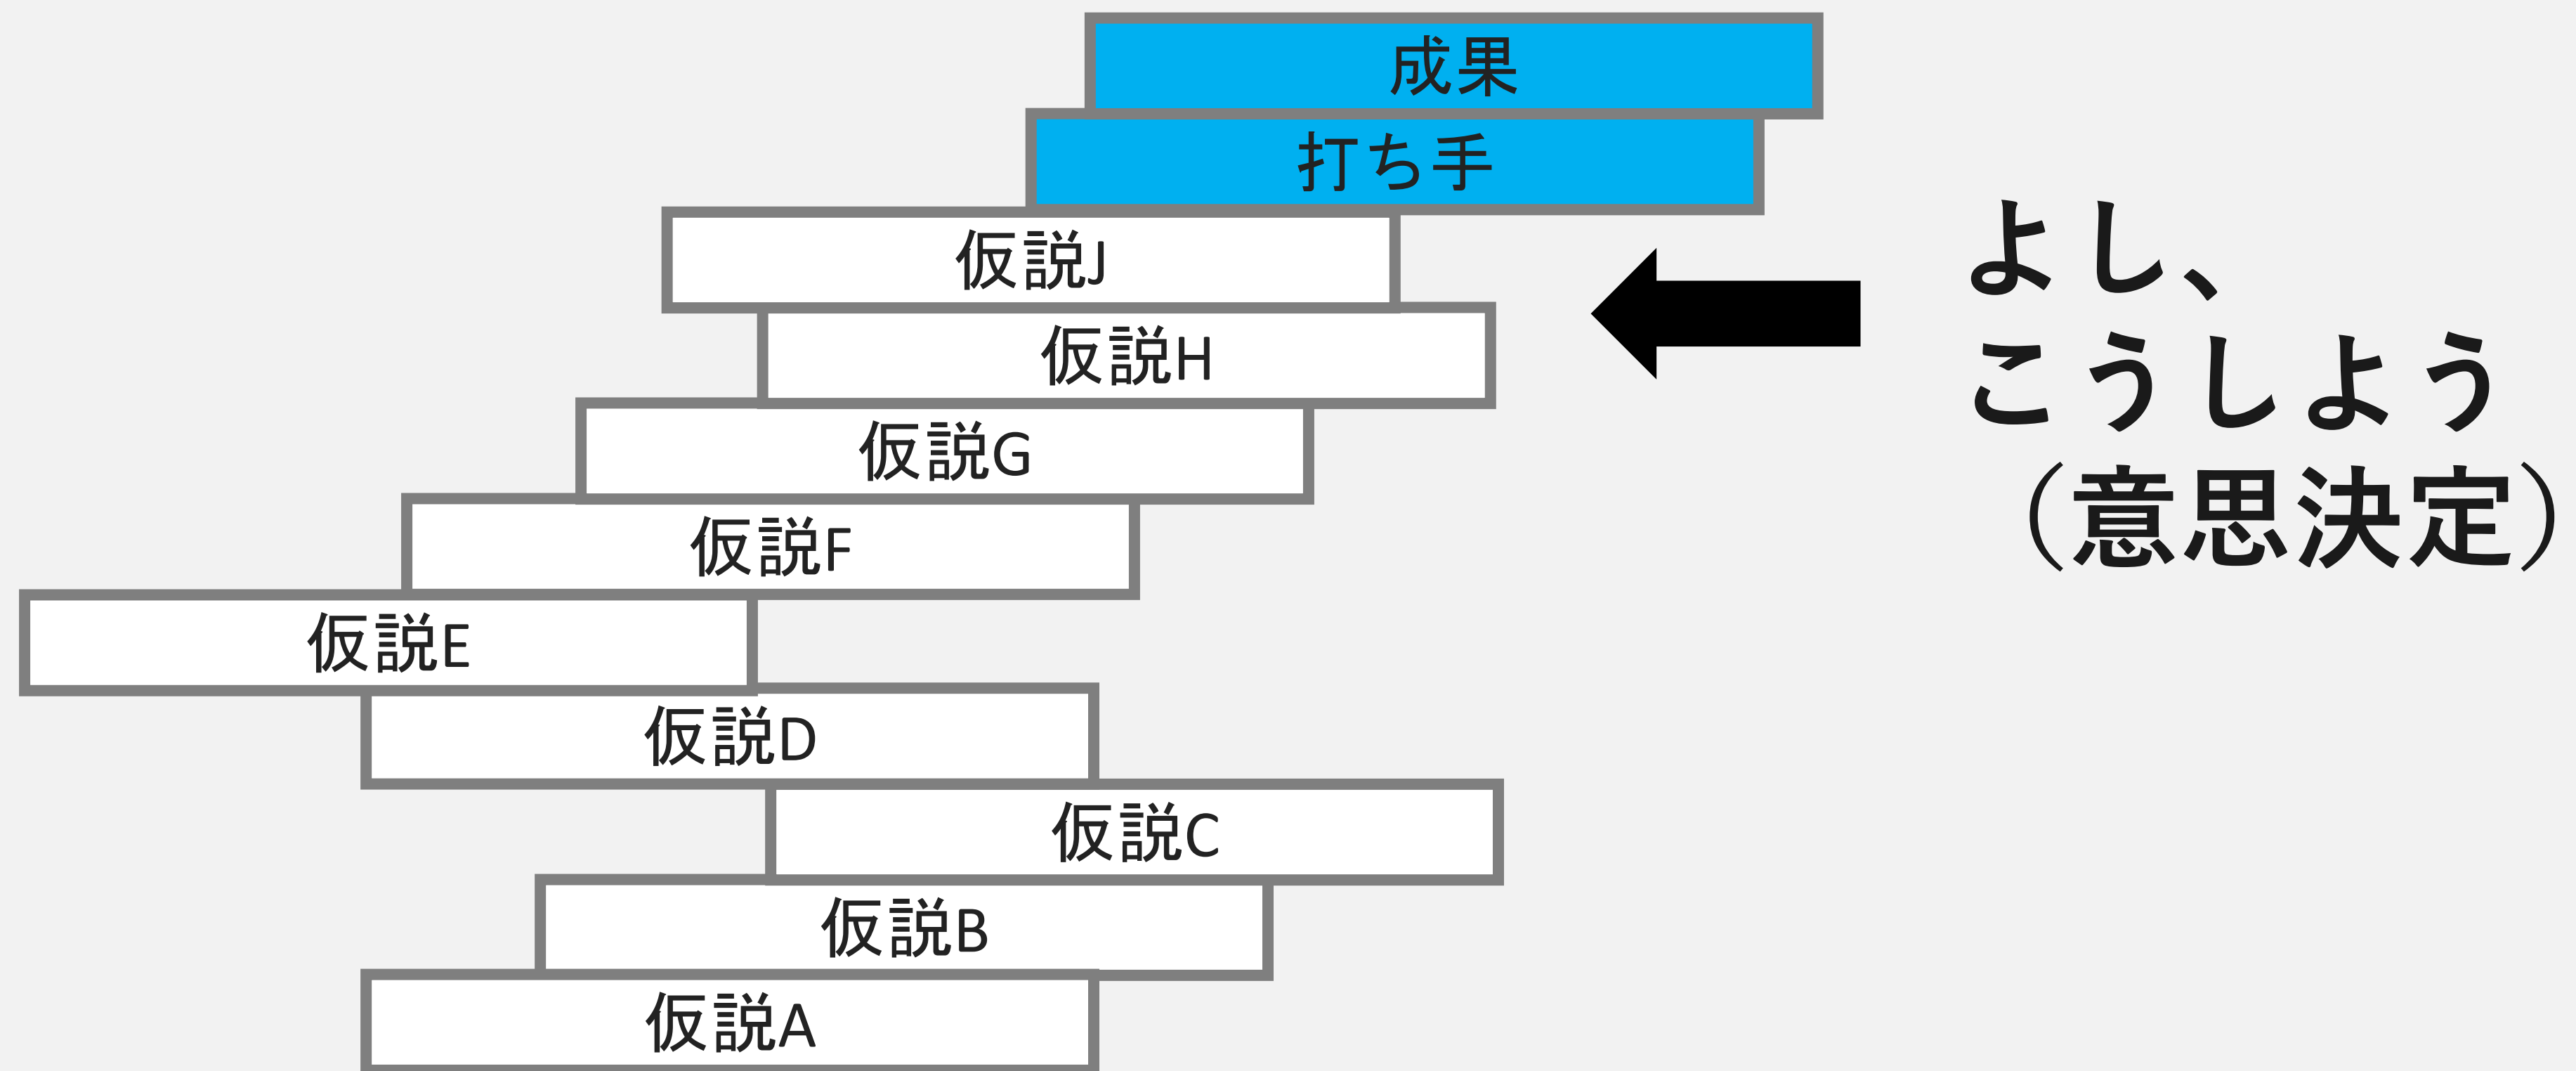 成果
打ち手
仮説J
仮説H
仮説G
仮説F
仮説E
仮説D
仮説C
仮説B
仮説A
よし、
こうしよう
（意思決定）